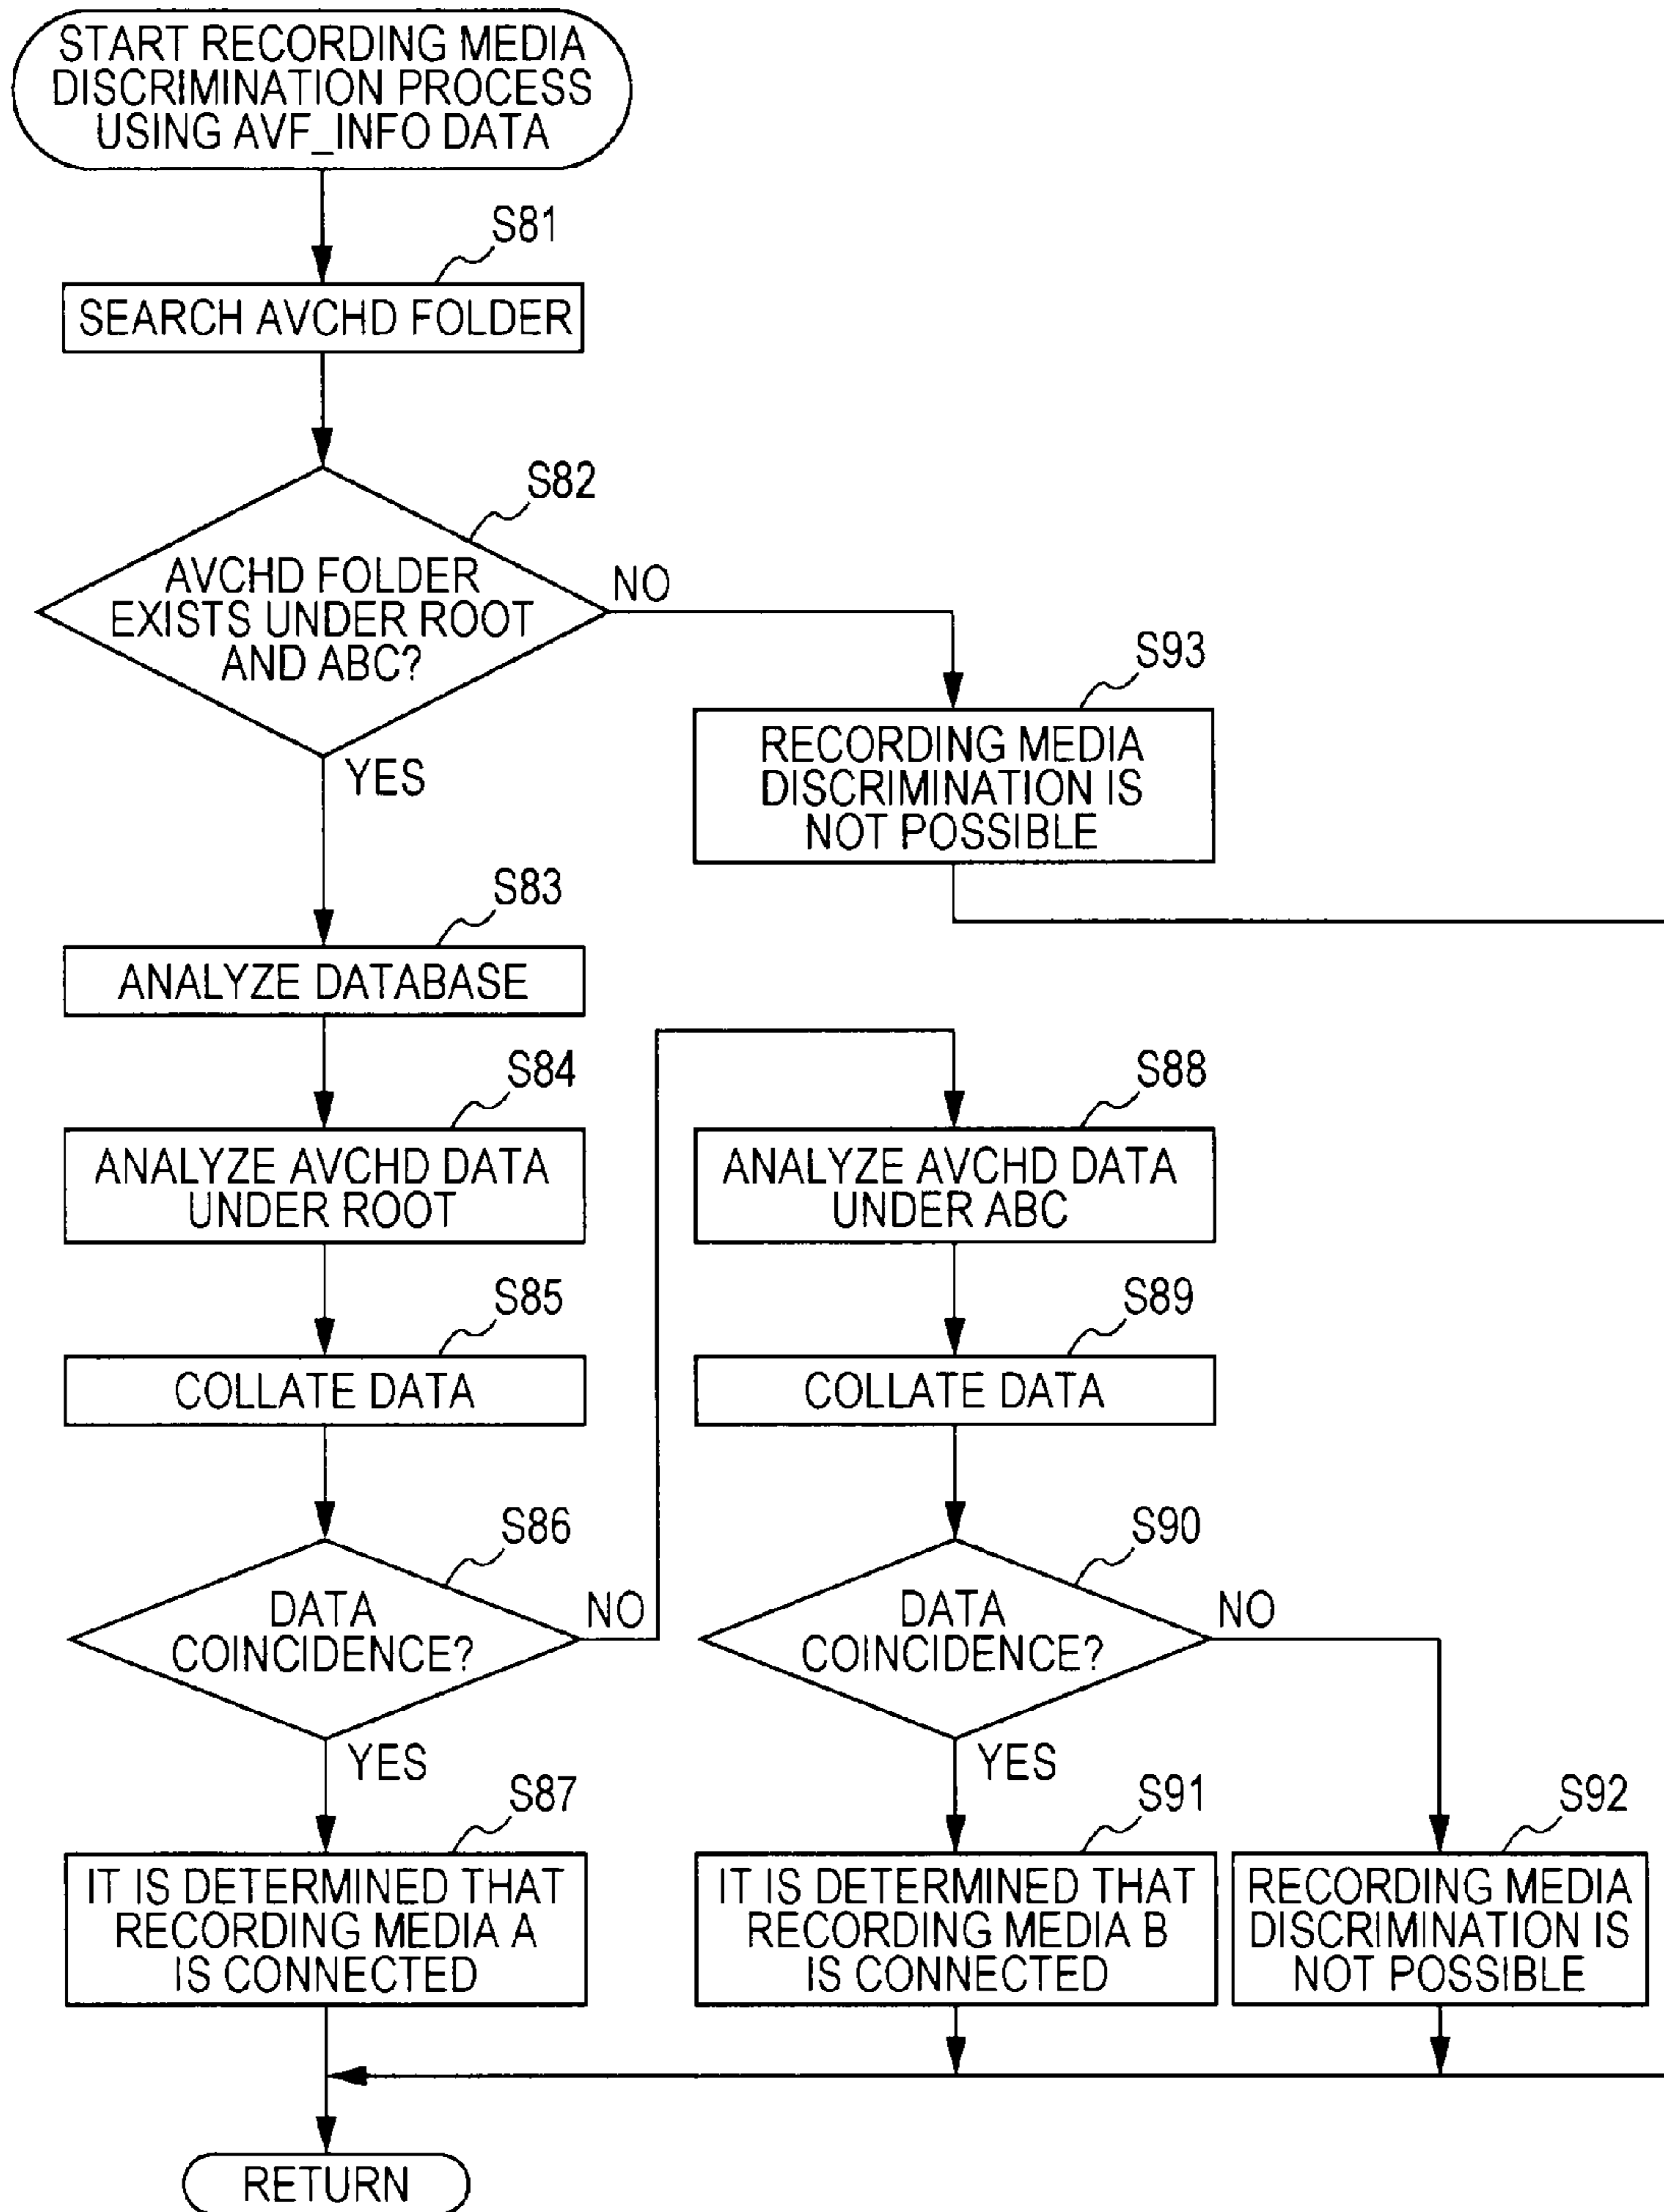 START RECORDING MEDIA
DISCRIMINATION PROCESS
USING AVF_INFO DATA
S81
SEARCH AVCHD FOLDER
S82
AVCHD FOLDER
EXISTS UNDER ROOT
AND ABC?
NO
YES
S93
RECORDING MEDIA
DISCRIMINATION IS
NOT POSSIBLE
S83
ANALYZE DATABASE
S84
ANALYZE AVCHD DATA
UNDER ROOT
S85
COLLATE DATA
S86
DATA
COINCIDENCE?
NO
YES
S87
IT IS DETERMINED THAT
RECORDING MEDIA A
IS CONNECTED
S88
ANALYZE AVCHD DATA
UNDER ABC
S89
COLLATE DATA
S90
DATA
COINCIDENCE?
NO
YES
S91
IT IS DETERMINED THAT
RECORDING MEDIA B
IS CONNECTED
S92
RECORDING MEDIA
DISCRIMINATION IS
NOT POSSIBLE
RETURN